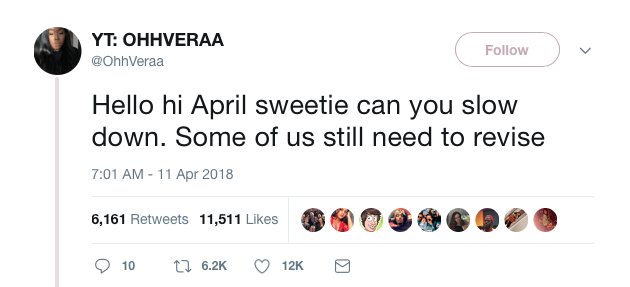 YT: OHHVERAA
@OhhVeraa
Follow
Hello hi April sweetie can you slow
down. Some of us still need to revise
7:01 AM - 11 Apr 2018
6,161 Retweets 11,511 Likes
10 6.2K 12K